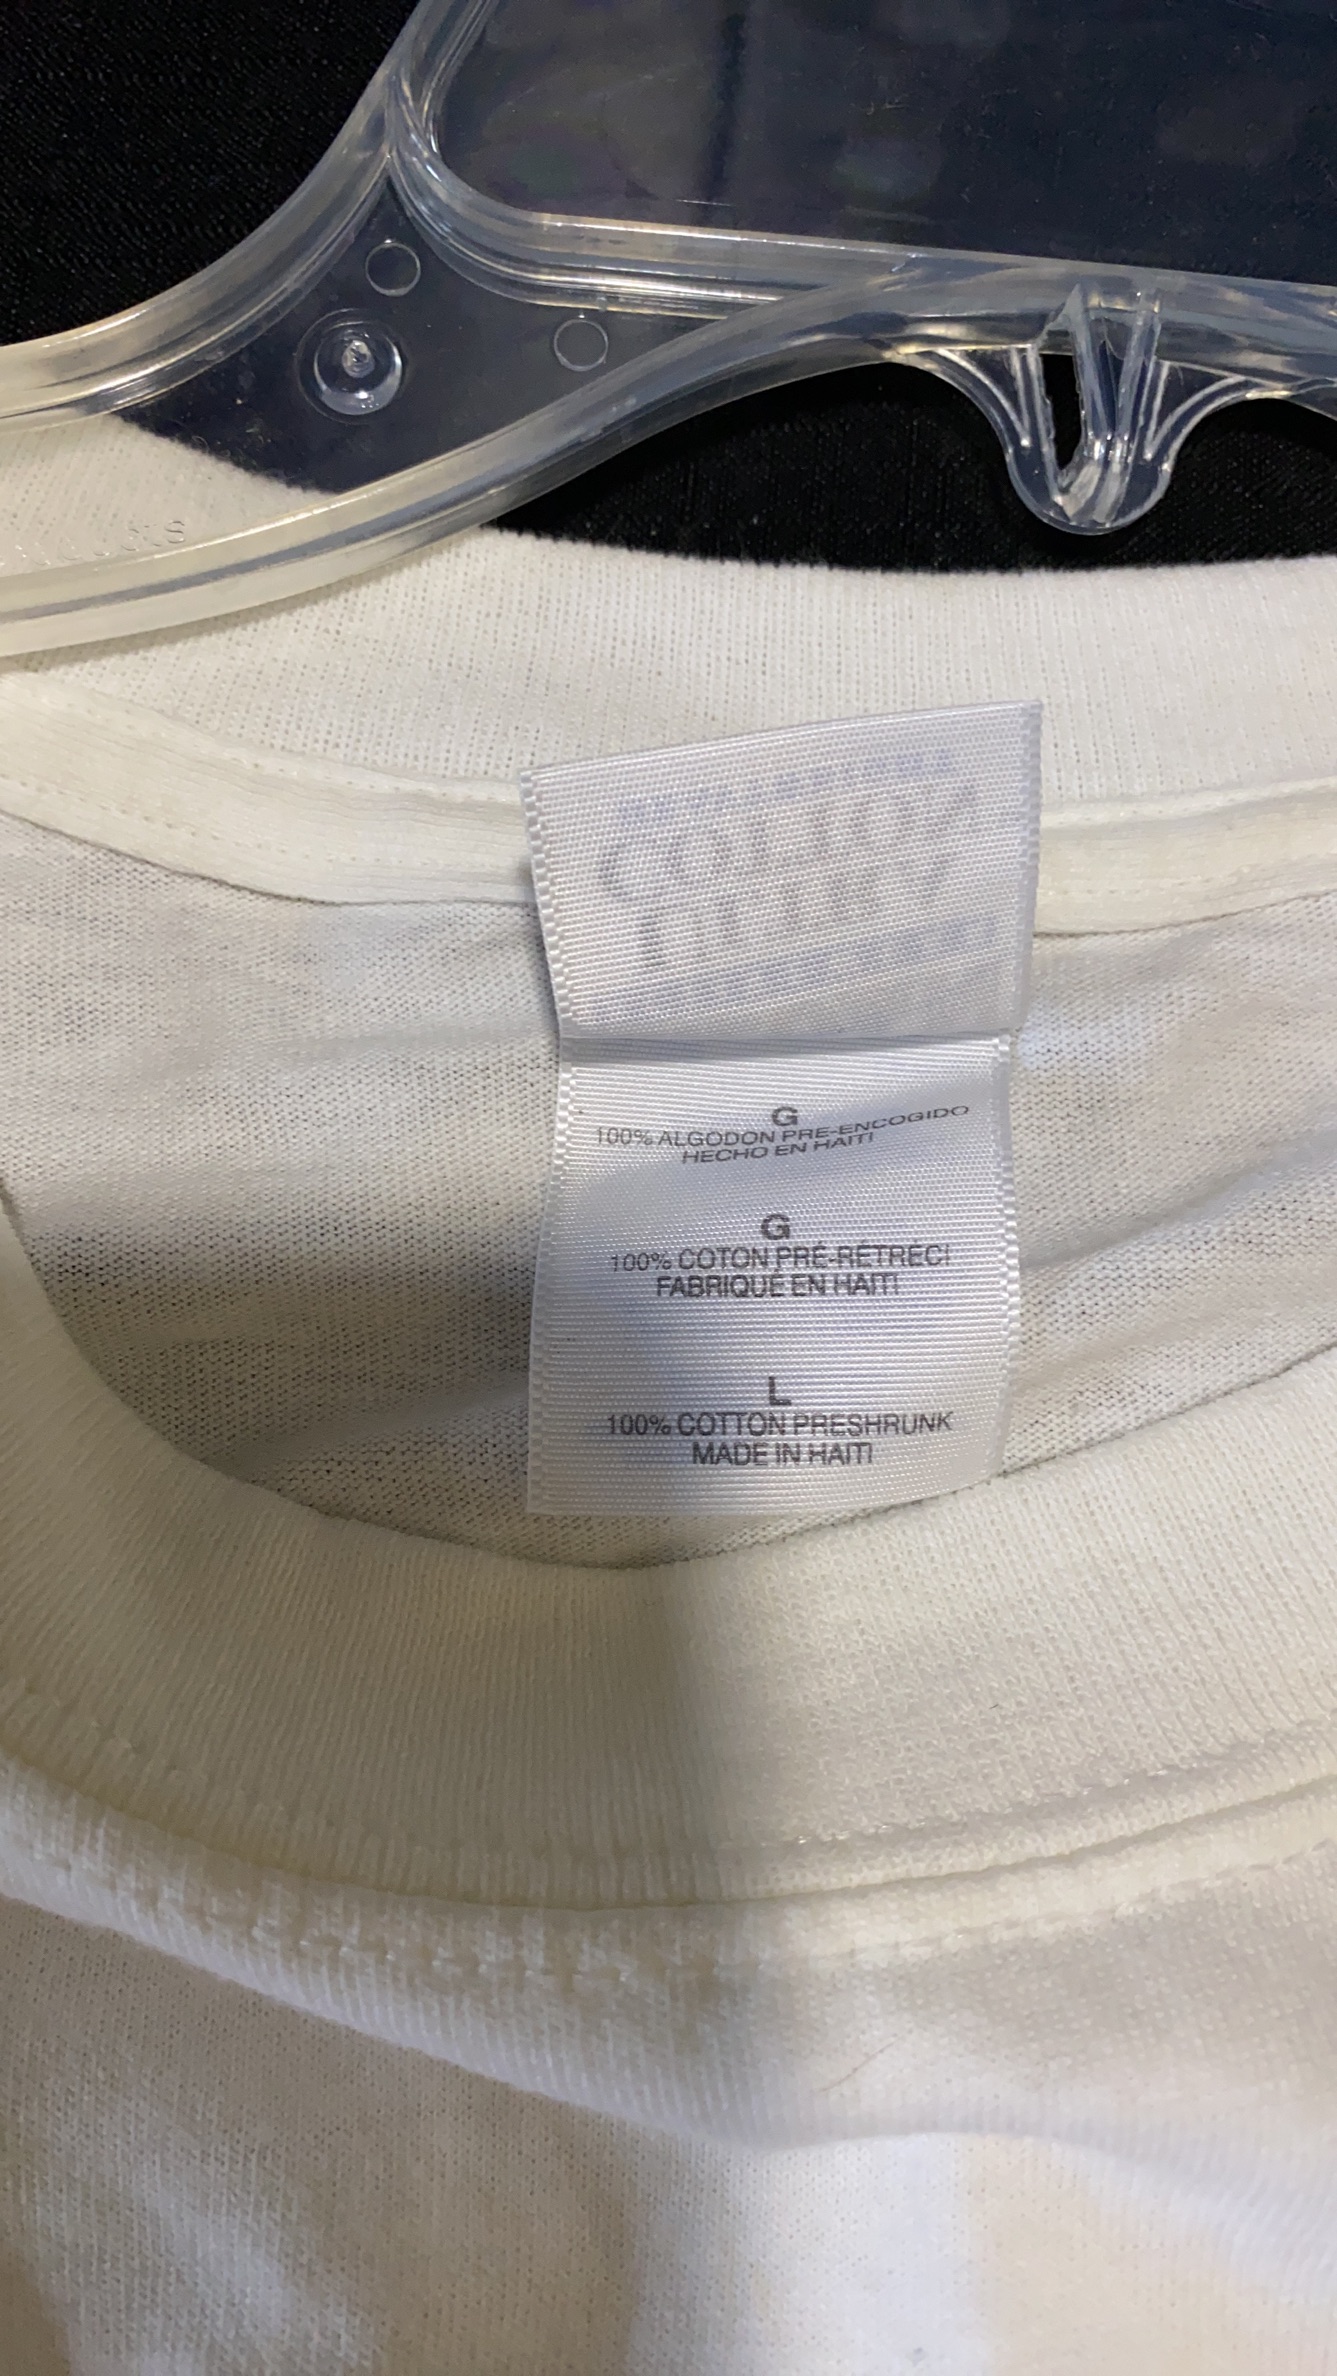 G
100% ALGODON PRE-ENCOGIDO
HECHO EN HAITI
G
100% COTON PRÉ-RÉTRÉCI
FABRIQUÉ EN HAITI
L
100% COTTON PRESHRUNK
MADE IN HAITI